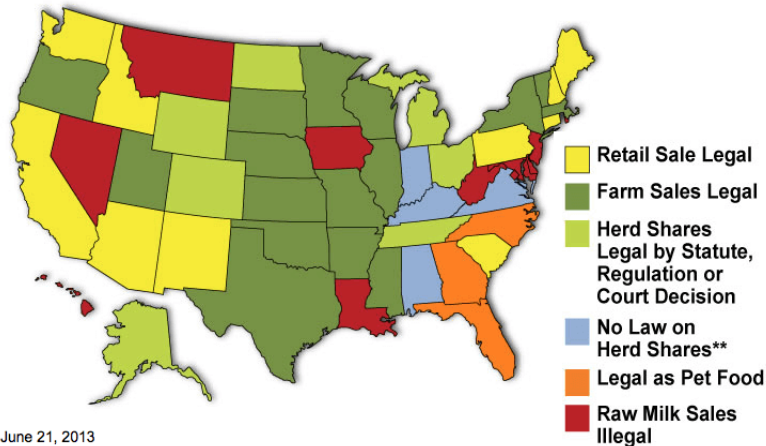 Retail Sale Legal
Farm Sales Legal
Herd Shares
Legal by Statute,
Regulation or
Court Decision
No Law on
Herd Shares**
Legal as Pet Food
Raw Milk Sales
Illegal
June 21, 2013